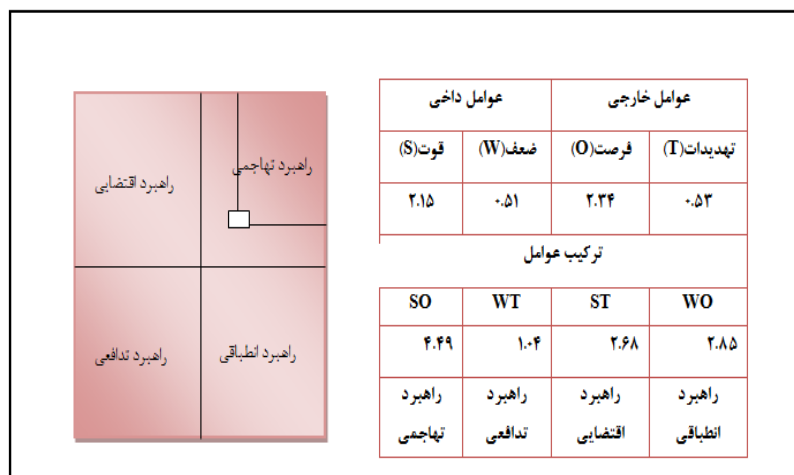 عوامل خارجی عوامل داخی
تهدیدات(T) فرصت(O) ضعف(W) قوت(S)
۰.۵۳ ۲.۳۴ ۰.۵۱ ۲.۱۵
ترکیب عوامل
WO ST WT SO
۲.۸۵ ۲.۶۸ ۱.۰۴ ۴.۴۹
راهبرد راهبرد راهبرد راهبرد
انطباقی اقتضایی تدافعی تهاجمی
راهبرد تهاجمی
راهبرد اقتضایی
راهبرد انطباقی
راهبرد تدافعی